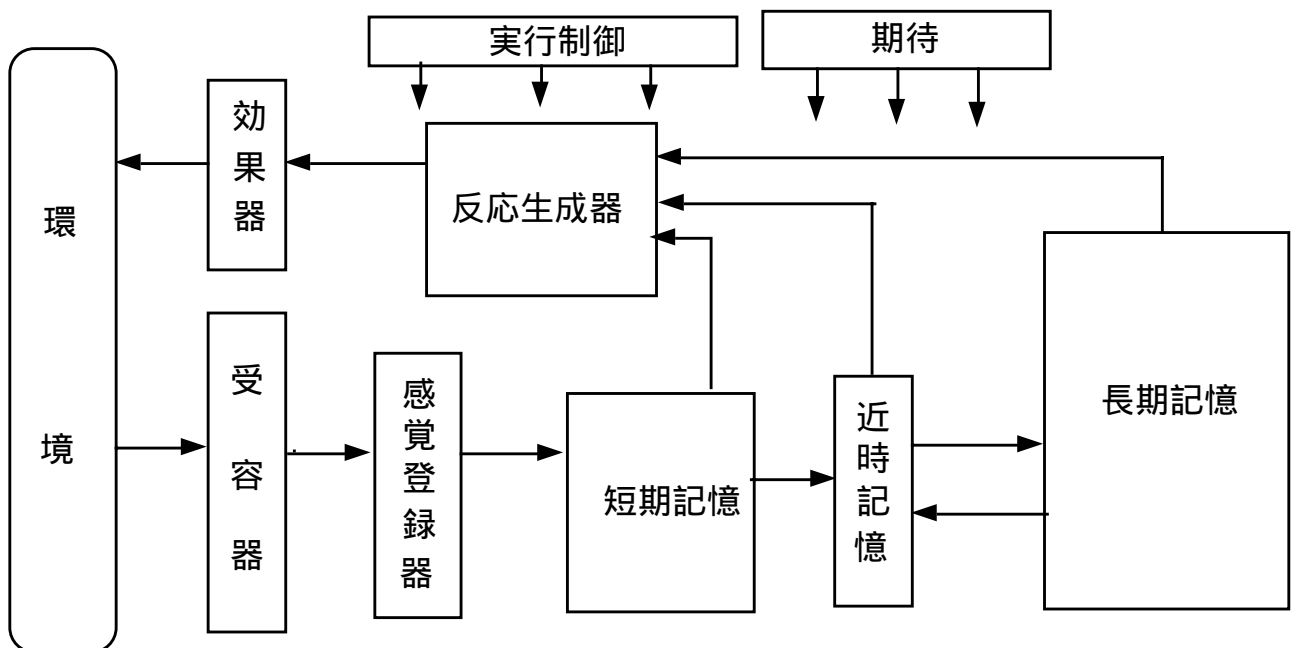 実行制御
期待
効果器
反応生成器
環境
受容器
感覚登録器
短期記憶
近時記憶
長期記憶